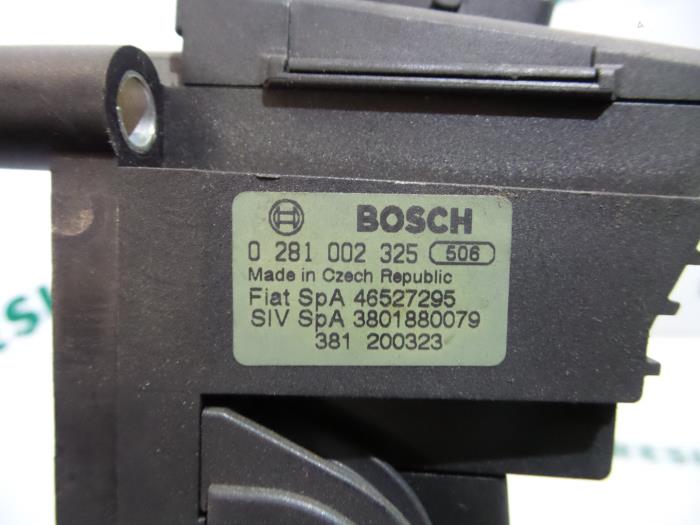 BOSCH
0 281 002 325 506
Made in Czech Republic
Fiat SpA 46527295
SIV SpA 3801880079
381 200323